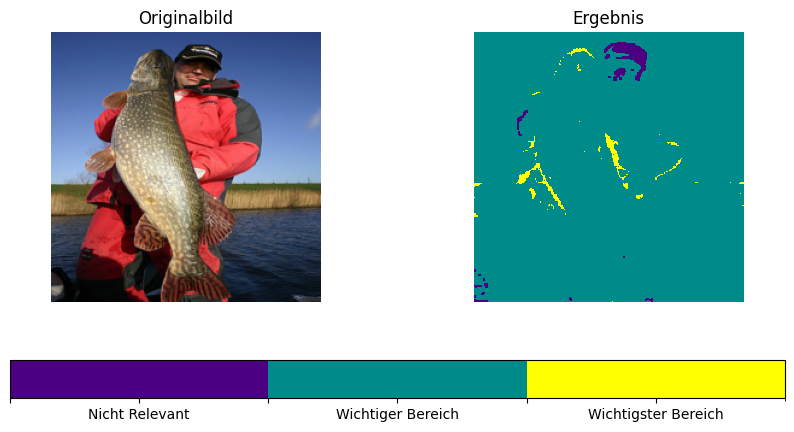 Originalbild
Ergebnis
Nicht Relevant
Wichtiger Bereich
Wichtigster Bereich